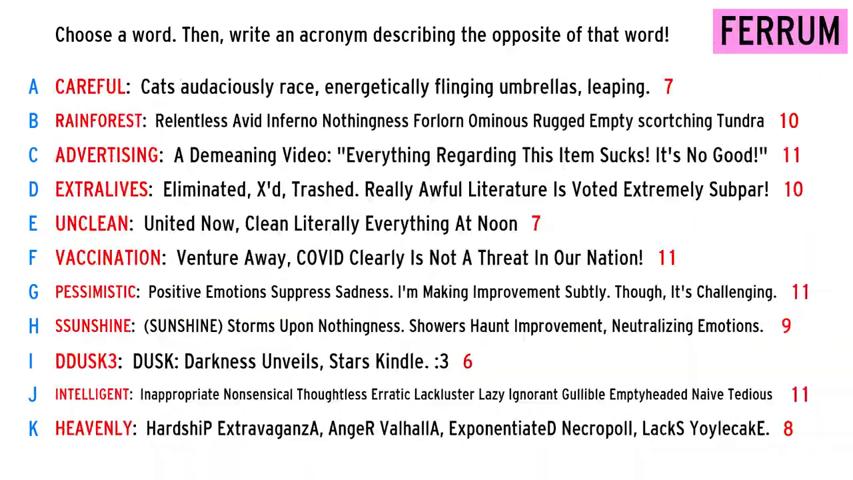 Choose a word. Then, write an acronym describing the opposite of that word! FERRUM
A CAREFUL: Cats audaciously race, energetically flinging umbrellas, leaping. 7
B RAINFOREST: Relentless Avid Inferno Nothingness Forlorn Ominous Rugged Empty scortching Tundra 10
C ADVERTISING: A Demeaning Video: "Everything Regarding This Item Sucks! It's No Good!" 11
D EXTRALIVES: Eliminated, X'd, Trashed. Really Awful Literature Is Voted Extremely Subpar! 10
E UNCLEAN: United Now, Clean Literally Everything At Noon 7
F VACCINATION: Venture Away, COVID Clearly Is Not A Threat In Our Nation! 11
G PESSIMISTIC: Positive Emotions Suppress Sadness. I'm Making Improvement Subtly. Though, It's Challenging. 11
H SSUNSHINE: (SUNSHINE) Storms Upon Nothingness. Showers Haunt Improvement, Neutralizing Emotions. 9
I DDUSK3: DUSK: Darkness Unveils, Stars Kindle. :3 6
J INTELLIGENT: Inappropriate Nonsensical Thoughtless Erratic Lackluster Lazy Ignorant Gullible Emptyheaded Naive Tedious 11
K HEAVENLY: HardshiP ExtravaganzA, AngeR ValhallA, ExponentiateD NecropolI, LackS YoylecakE. 8